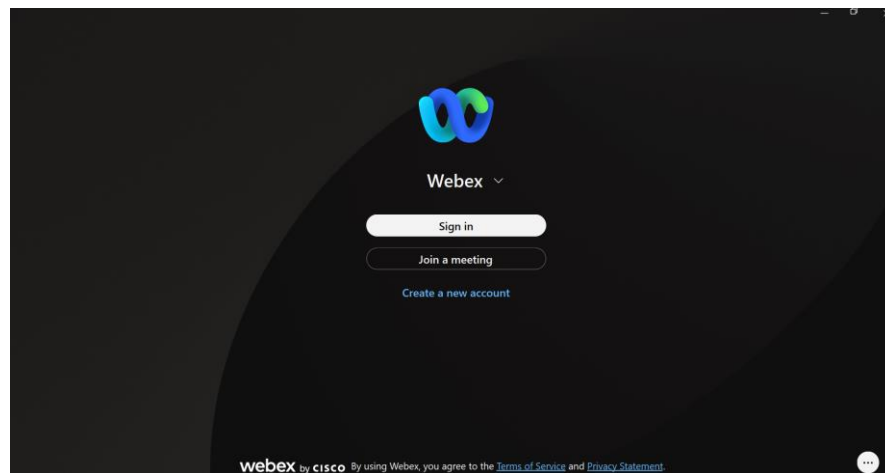 Webex
Sign in
Join a meeting
Create a new account
webex by CISCO By using Webex, you agree to the Terms of Service and Privacy Statement.